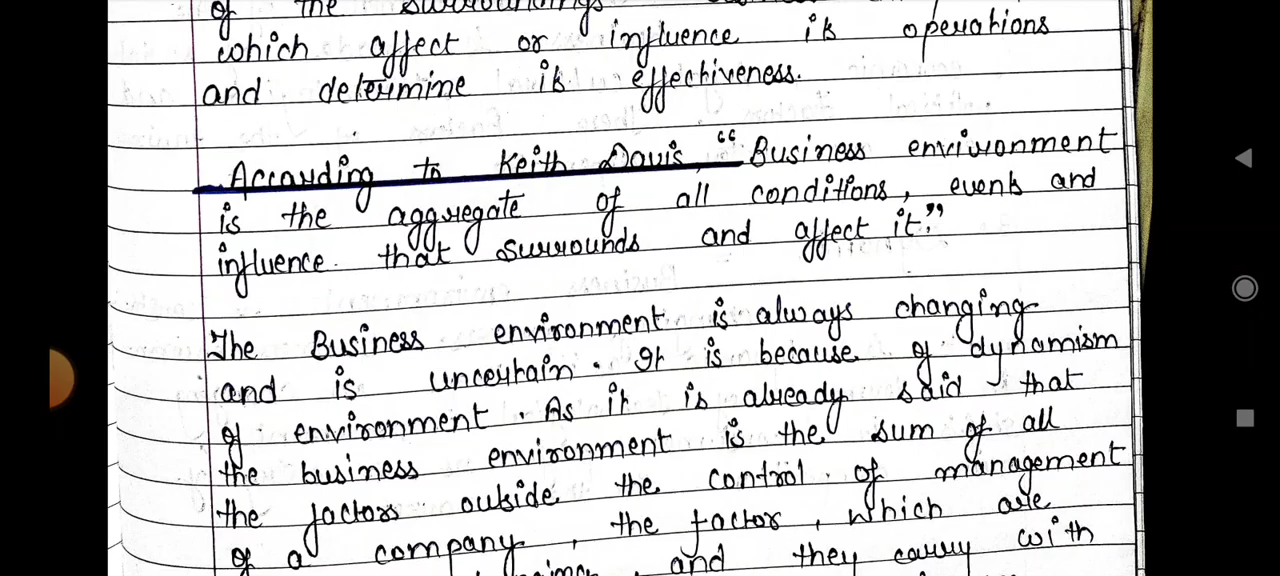 of the surroundings
which affect or influence its operations
and determine its effectiveness.
According to Keith Davis "Business environment
is the aggregate of all conditions, events and
influence that surrounds and affect it."
The Business environment is always changing
and is uncertain. It is because of dynamism
of environment. As it is already said that
the business environment is the sum of all
the factors outside the control of management
of a company, the factor, which are
and they carry with